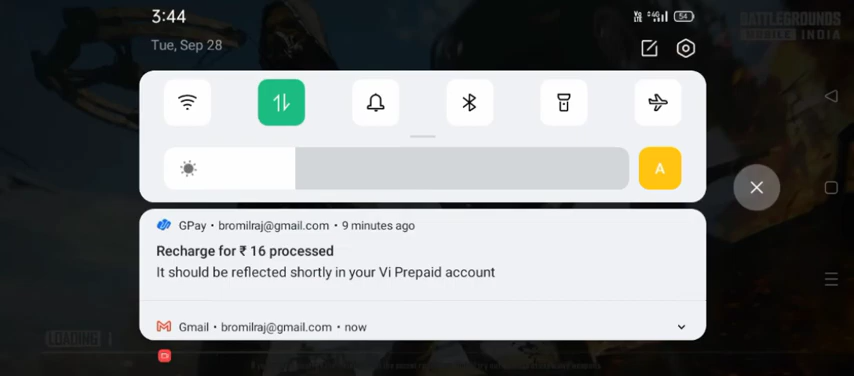 3:44
54
Tue, Sep 28
BATTLEGROUNDS
MOBILE INDIA
A
GPay • bromilraj@gmail.com • 9 minutes ago
Recharge for ₹ 16 processed
It should be reflected shortly in your Vi Prepaid account
Gmail • bromilraj@gmail.com • now
LOADING